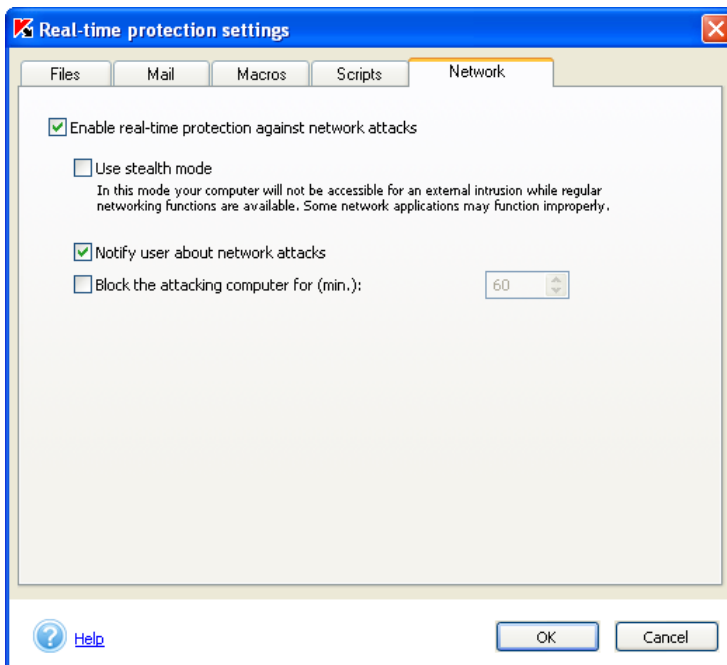 Real-time protection settings
Files Mail Macros Scripts Network
Enable real-time protection against network attacks
Use stealth mode
In this mode your computer will not be accessible for an external intrusion while regular
networking functions are available. Some network applications may function improperly.
Notify user about network attacks
Block the attacking computer for (min.): 60
Help OK Cancel